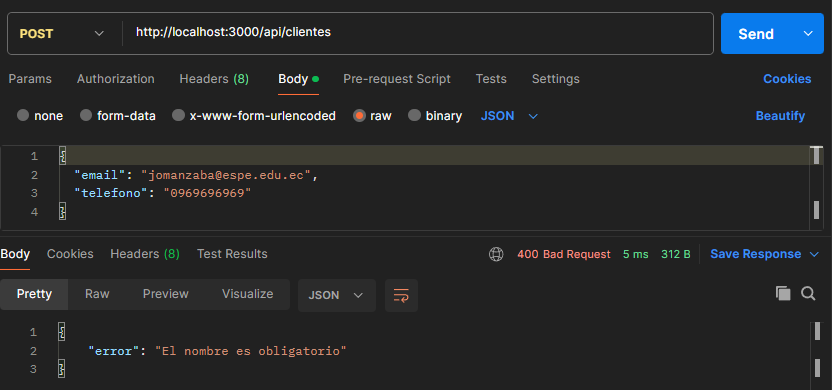 POST http://localhost:3000/api/clientes Send
Params Authorization Headers (8) Body Pre-request Script Tests Settings Cookies
none form-data x-www-form-urlencoded raw binary JSON Beautify
1 {
2 "email": "jomanzaba@espe.edu.ec",
3 "telefono": "0969696969"
4 }
Body Cookies Headers (8) Test Results 400 Bad Request 5 ms 312 B Save Response
Pretty Raw Preview Visualize JSON
1 {
2 "error": "El nombre es obligatorio"
3 }